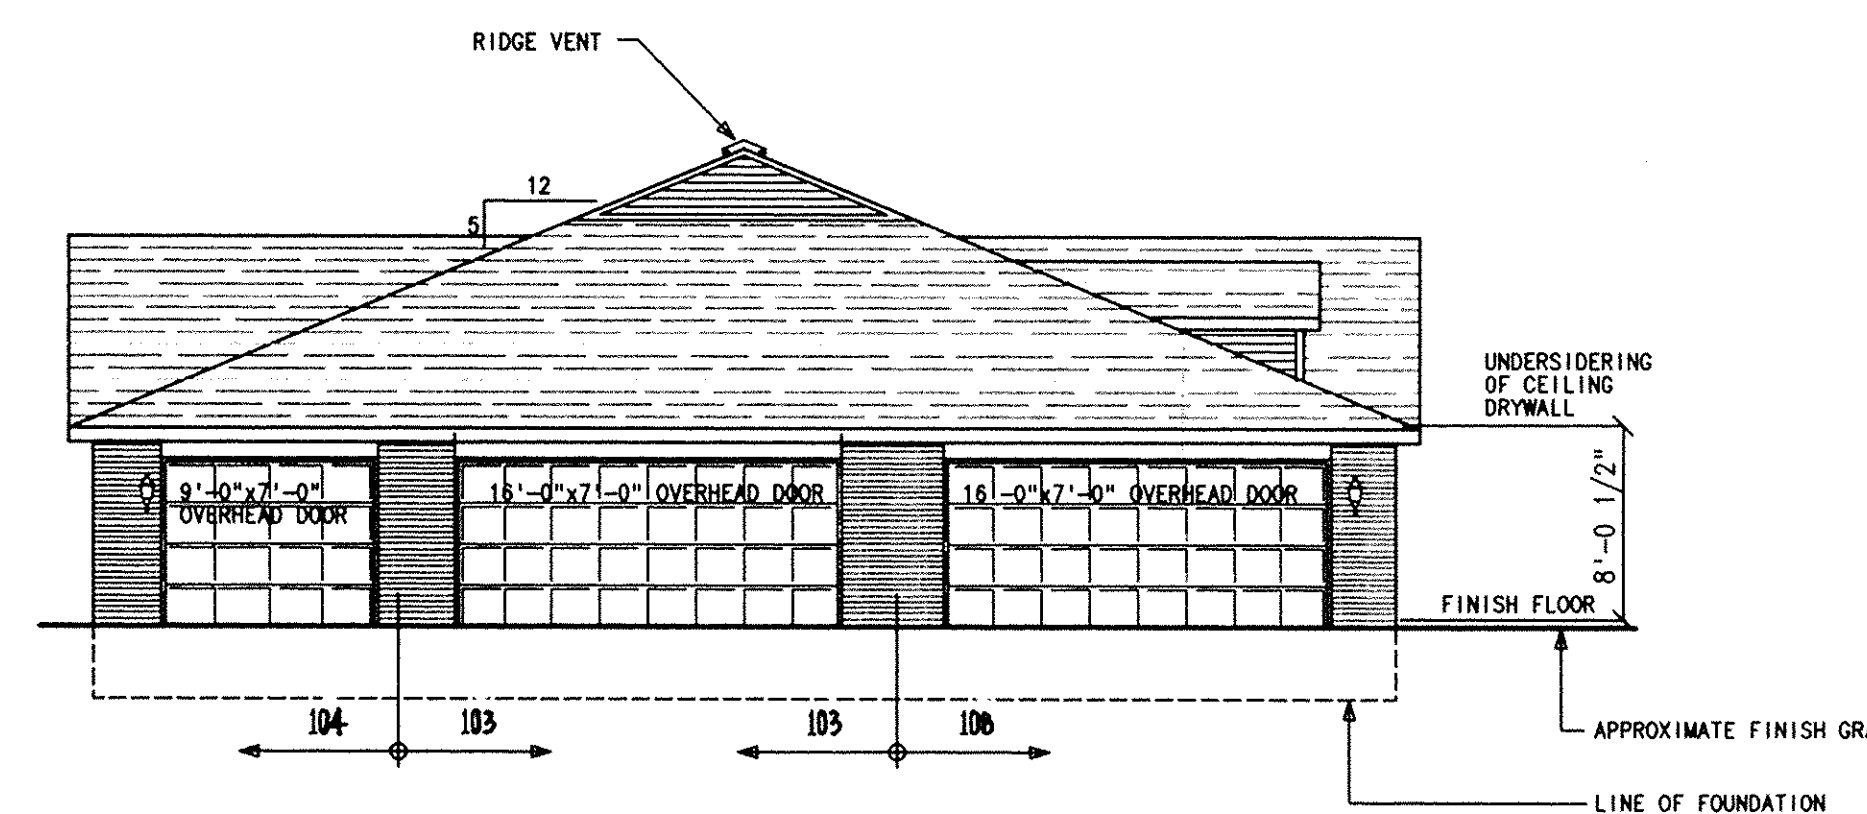 RIDGE VENT
12
5
UNDERSIDERING
OF CEILING
DRYWALL
9'-0"x7'-0"
OVERHEAD DOOR
16'-0"x7'-0" OVERHEAD DOOR
16 -0"x7'-0" OVERHEAD DOOR
8'-0 1/2"
FINISH FLOOR
104 103
103 108
APPROXIMATE FINISH GRA
LINE OF FOUNDATION